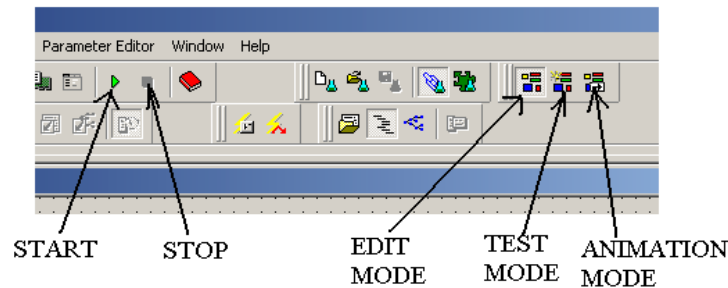 Parameter Editor Window Help
START STOP EDIT MODE TEST MODE ANIMATION MODE